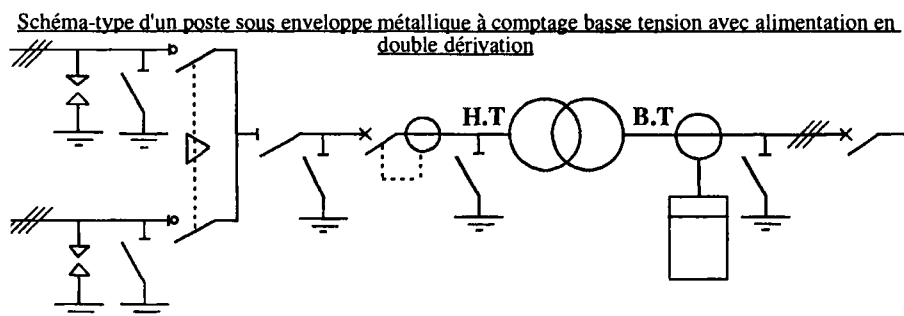 Schéma-type d'un poste sous enveloppe métallique à comptage basse tension avec alimentation en
double dérivation
H.T
B.T